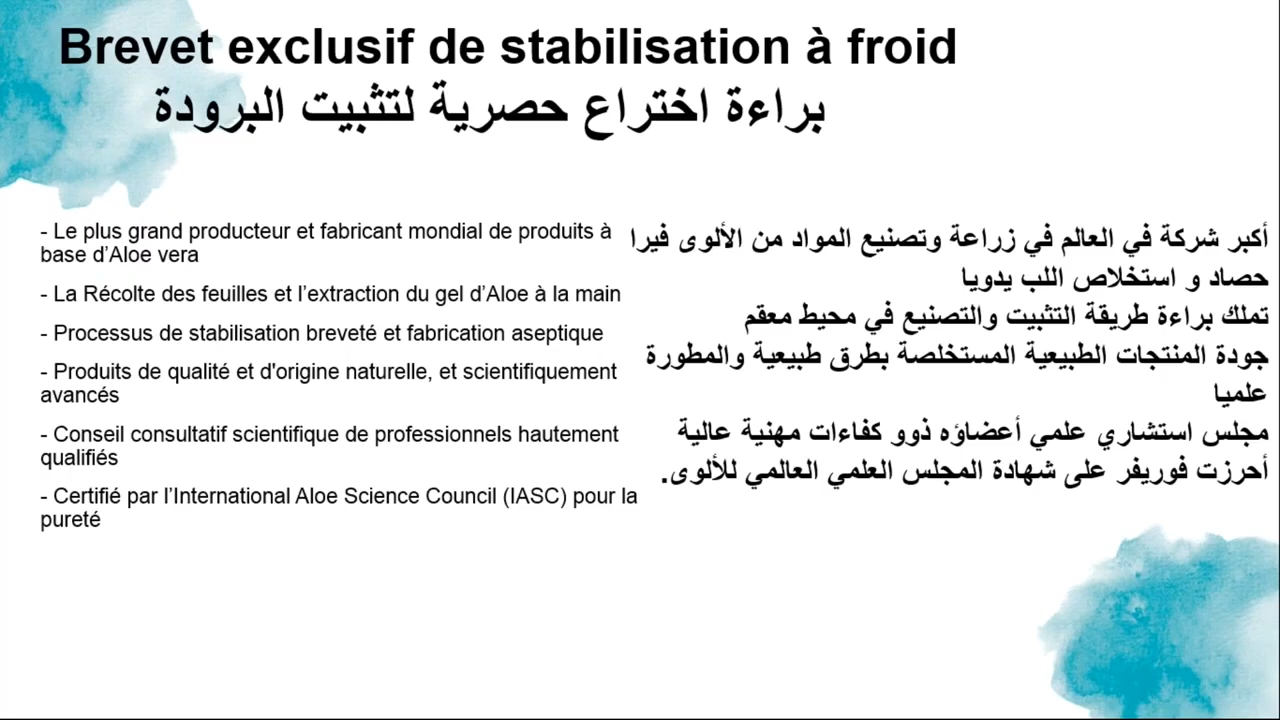 Brevet exclusif de stabilisation à froid
براءة اختراع حصرية لتثبيت البرودة
- Le plus grand producteur et fabricant mondial de produits à
base d’Aloe vera
- La Récolte des feuilles et l’extraction du gel d’Aloe à la main
- Processus de stabilisation breveté et fabrication aseptique
- Produits de qualité et d'origine naturelle, et scientifiquement
avancés
- Conseil consultatif scientifique de professionnels hautement
qualifiés
- Certifié par l’International Aloe Science Council (IASC) pour la
pureté
أكبر شركة في العالم في زراعة وتصنيع المواد من الألوى فيرا
حصاد و استخلاص اللب يدويا
تملك براءة طريقة التثبيت والتصنيع في محيط معقم
جودة المنتجات الطبيعية المستخلصة بطرق طبيعية والمطورة
علميا
مجلس استشاري علمي أعضاؤه ذوو كفاءات مهنية عالية
أحرزت فوريفر على شهادة المجلس العلمي العالمي للألوى.